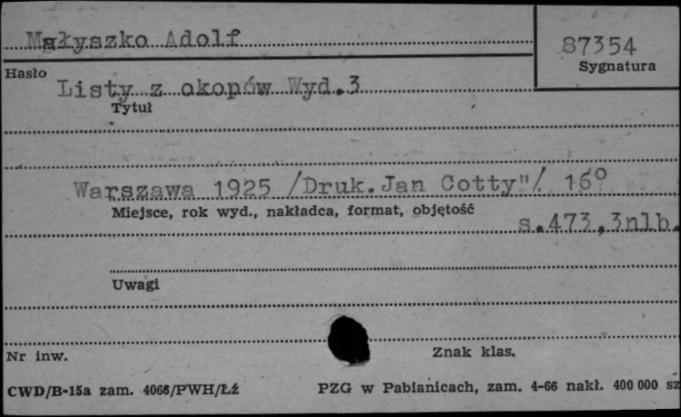 Małyszko Adolf
87354
Hasło
Sygnatura
Listy z okopów Wyd.3
Tytuł
Warszawa 1925 /Druk.Jan Cotty"/ 16°
Miejsce, rok wyd., nakładca, format, objętość
s.473,3nlb.
Uwagi
Nr inw.
Znak klas.
CWD/B-15a zam. 4066/PWH/Łź
PZG w Pabianicach, zam. 4-66 nakł. 400 000 sz